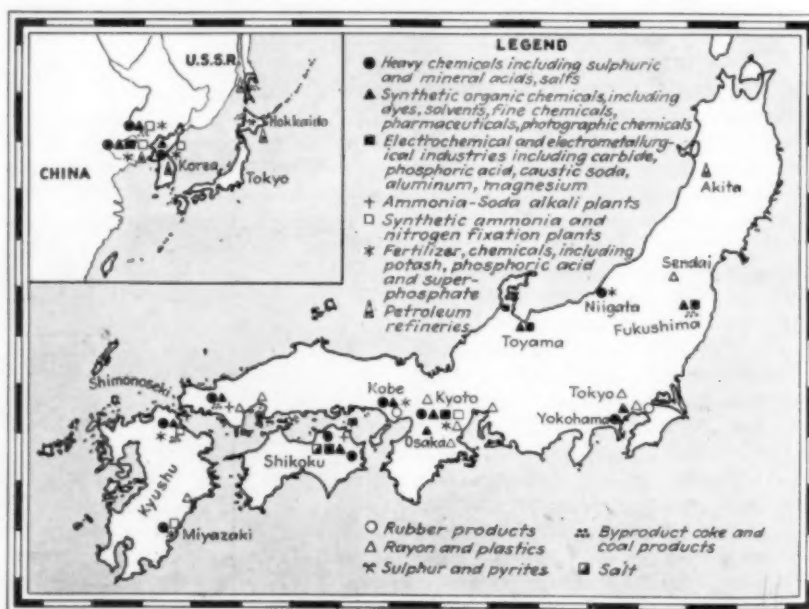 U.S.S.R.
Hokkaido
CHINA
Korea
Tokyo
LEGEND
Heavy chemicals including sulphuric
and mineral acids, salts
Synthetic organic chemicals, including
dyes, solvents, fine chemicals,
pharmaceuticals, photographic chemicals
Electrochemical and electrometallurg-
ical industries including carbide,
phosphoric acid, caustic soda,
aluminum, magnesium
Ammonia-Soda alkali plants
Synthetic ammonia and
nitrogen fixation plants
Fertilizer, chemicals, including
potash, phosphoric acid
and super-
phosphate
Petroleum
refineries
Akita
Sendai
Niigata
Fukushima
Toyama
Shimonoseki
Kobe
Kyoto
Tokyo
Yokohama
Osaka
Shikoku
Kyushu
Miyazaki
Rubber products
Rayon and plastics
Sulphur and pyrites
Byproduct coke and
coal products
Salt